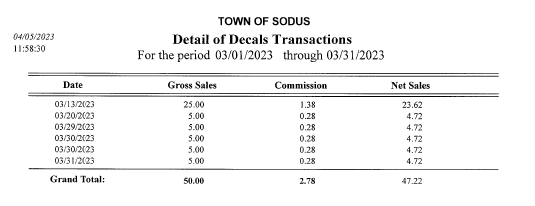 TOWN OF SODUS
04/05/2023
11:58:30
Detail of Decals Transactions
For the period 03/01/2023 through 03/31/2023
Date Gross Sales Commission Net Sales
03/13/2023 25.00 1.38 23.62
03/20/2023 5.00 0.28 4.72
03/29/2023 5.00 0.28 4.72
03/30/2023 5.00 0.28 4.72
03/30/2023 5.00 0.28 4.72
03/31/2023 5.00 0.28 4.72
Grand Total: 50.00 2.78 47.22